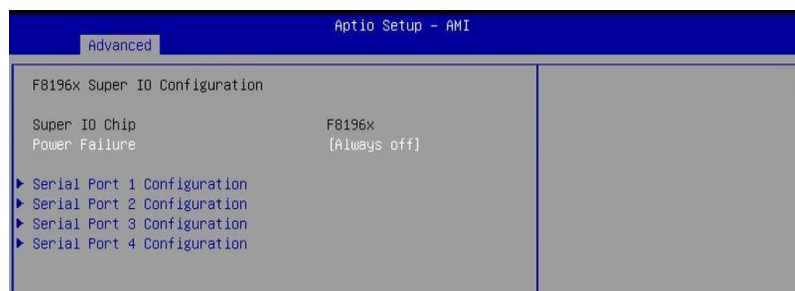 Aptio Setup - AMI
Advanced
F8196x Super IO Configuration
Super IO Chip F8196x
Power Failure [Always off]
Serial Port 1 Configuration
Serial Port 2 Configuration
Serial Port 3 Configuration
Serial Port 4 Configuration